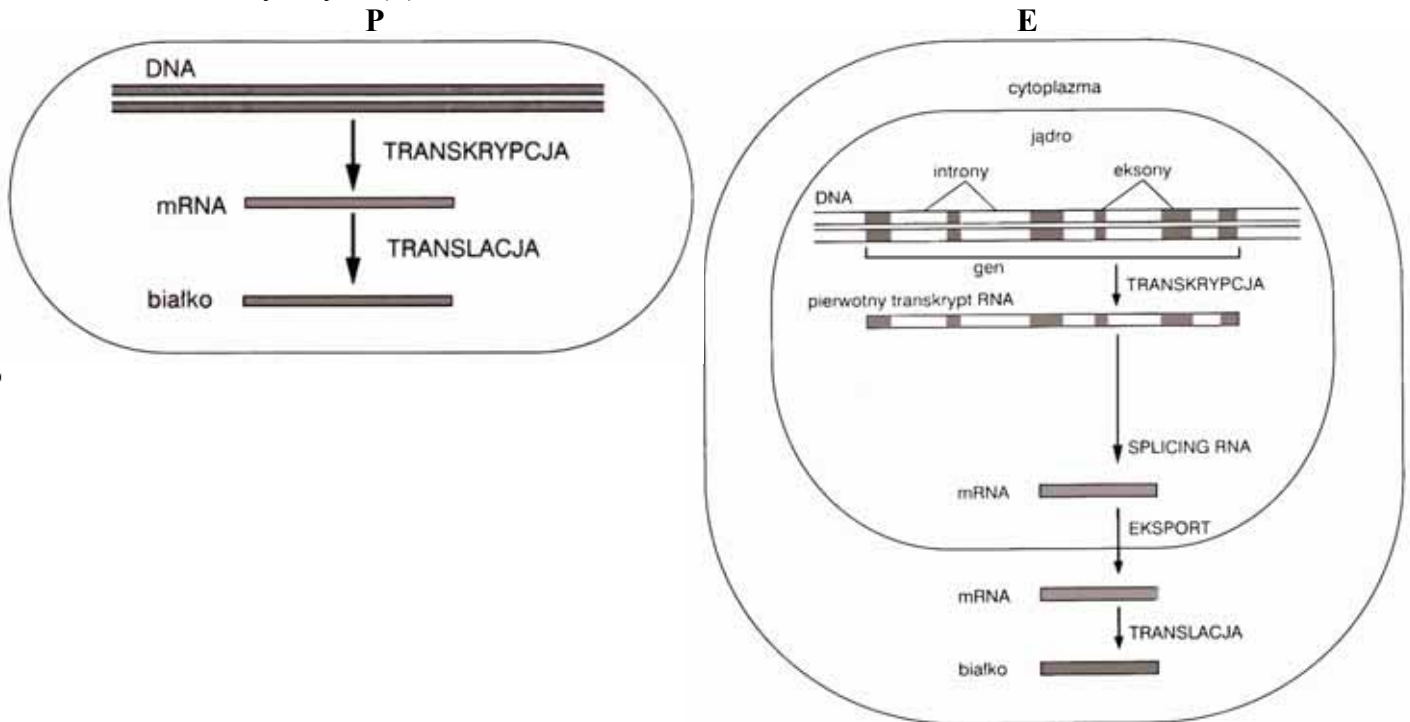 P
DNA
TRANSKRYPCJA
mRNA
TRANSLACJA
białko
E
cytoplazma
jądro
introny eksony
DNA
gen
TRANSKRYPCJA
pierwotny transkrypt RNA
SPLICING RNA
mRNA
EKSPORT
mRNA
TRANSLACJA
białko